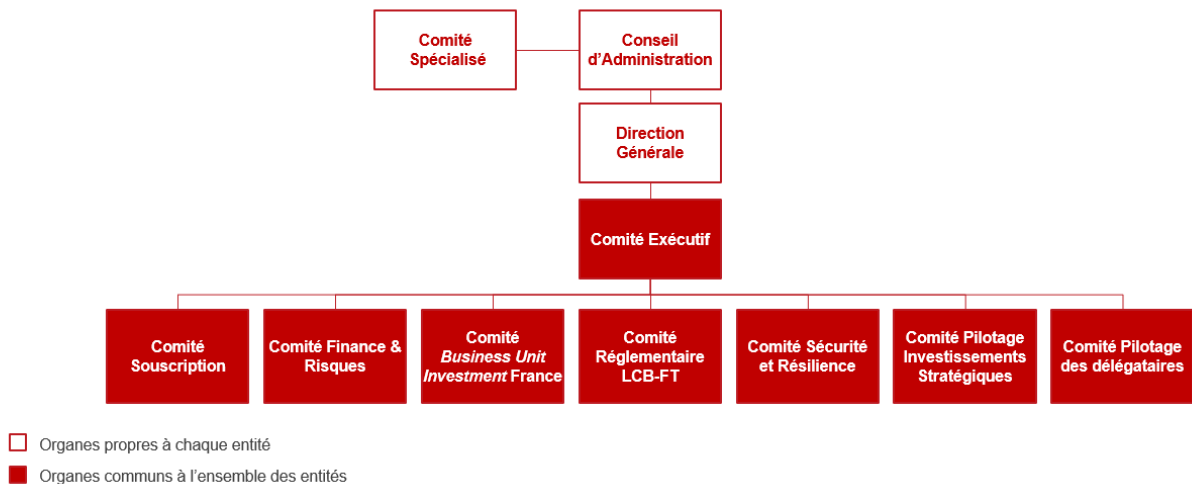 Comité
Spécialisé
Conseil
d’Administration
Direction
Générale
Comité Exécutif
Comité
Souscription
Comité Finance &
Risques
Comité
Business Unit
Investment France
Comité
Réglementaire
LCB-FT
Comité Sécurité
et Résilience
Comité Pilotage
Investissements
Stratégiques
Comité Pilotage
des délégataires
Organes propres à chaque entité
Organes communs à l’ensemble des entités